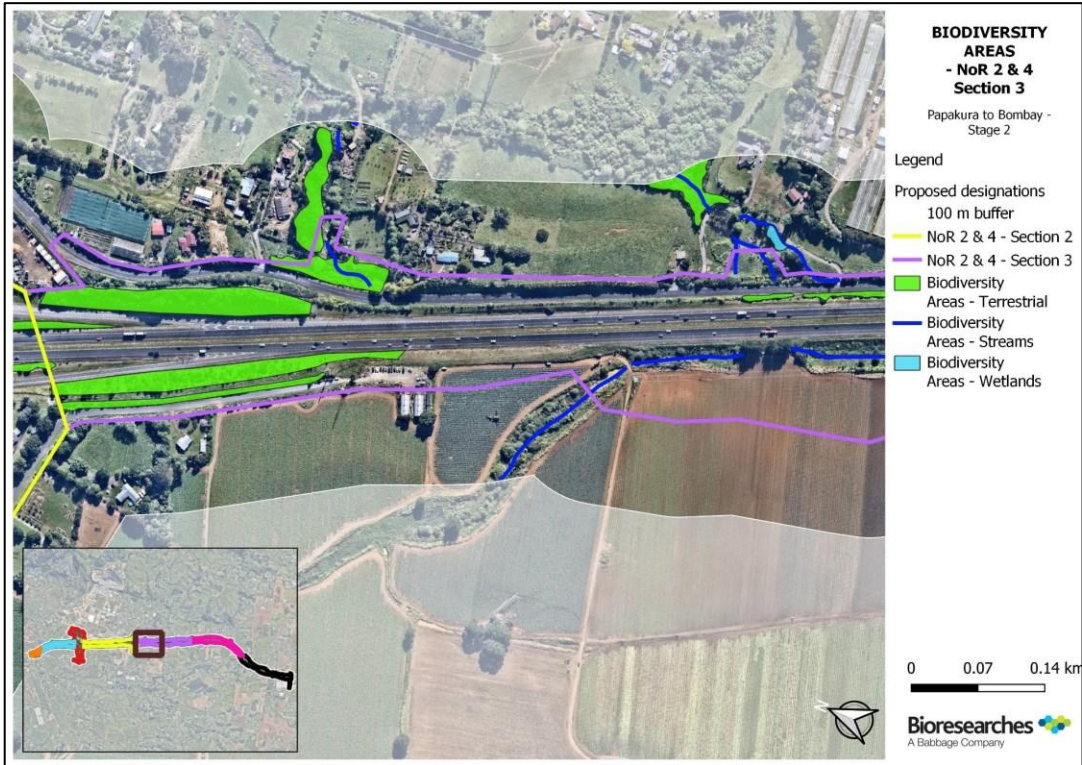 BIODIVERSITY
AREAS
- NoR 2 & 4
Section 3
Papakura to Bombay -
Stage 2
Legend
Proposed designations
100 m buffer
NoR 2 & 4 - Section 2
NoR 2 & 4 - Section 3
Biodiversity
Areas - Terrestrial
Biodiversity
Areas - Streams
Biodiversity
Areas - Wetlands
0 0.07 0.14 km
N
Bioresearches
A Babbage Company